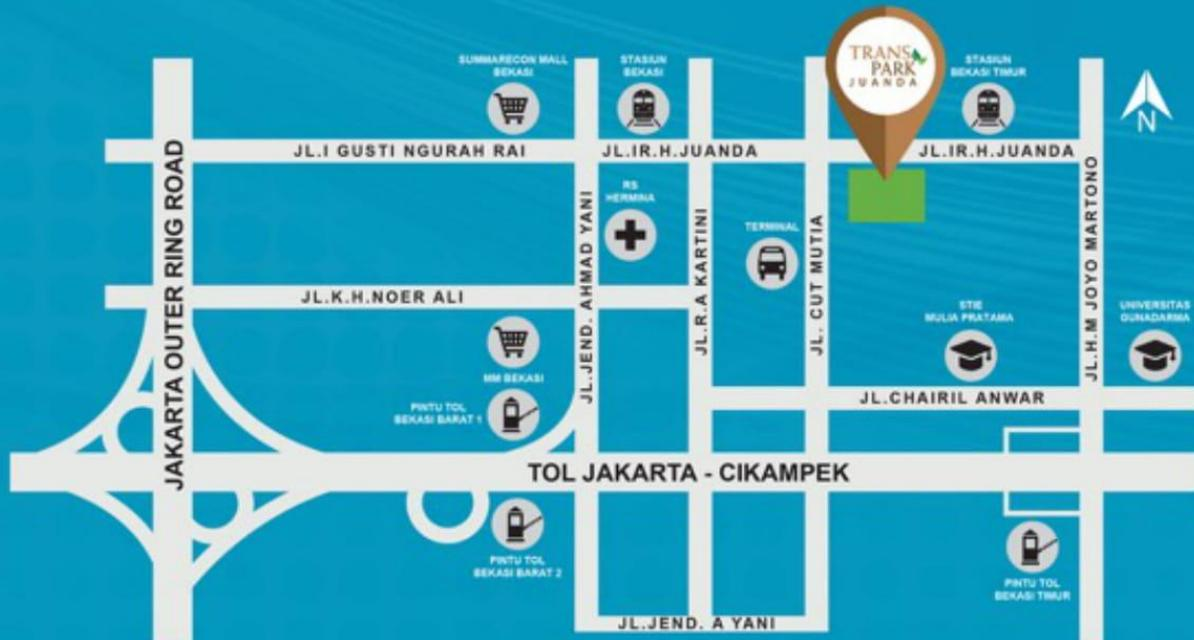 SUMMARECON MALL
BEKASI
STASIUN
BEKASI
TRANS
PARK
JUANDA
STASIUN
BEKASI TIMUR
N
JL.I GUSTI NGURAH RAI
JL.IR.H.JUANDA
JL.IR.H.JUANDA
JAKARTA OUTER RING ROAD
JL.JEND. AHMAD YANI
RS
HERMINA
JL.R.A KARTINI
TERMINAL
JL. CUT MUTIA
JL.H.M JOYO MARTONO
JL.K.H.NOER ALI
STIE
MULIA PRATAMA
UNIVERSITAS
GUNADARMA
MM BEKASI
PINTU TOL
BEKASI BARAT 1
JL.CHAIRIL ANWAR
TOL JAKARTA - CIKAMPEK
PINTU TOL
BEKASI BARAT 2
PINTU TOL
BEKASI TIMUR
JL.JEND. A YANI